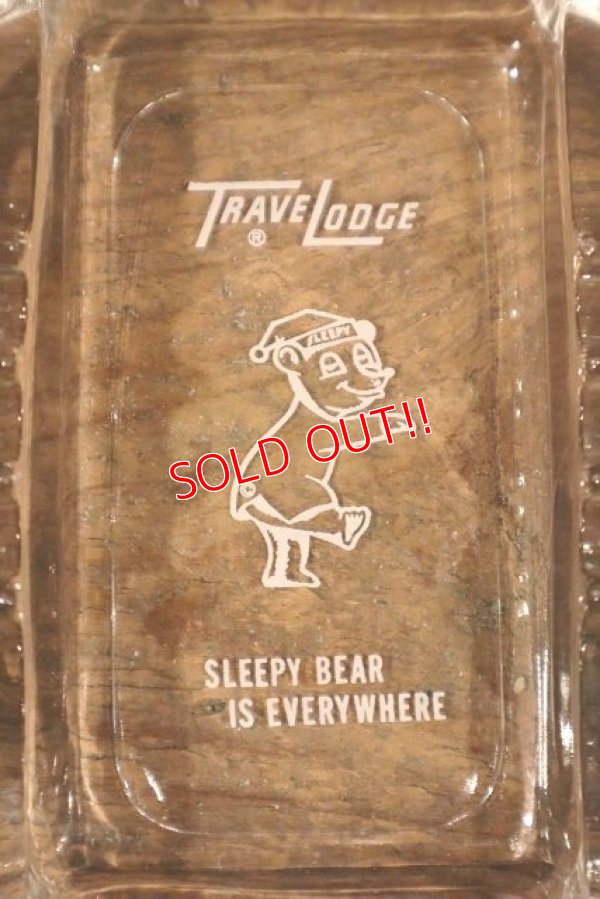 TRAVELODGE
®
SLEEPY
SOLD OUT!!
©
SLEEPY BEAR
IS EVERYWHERE